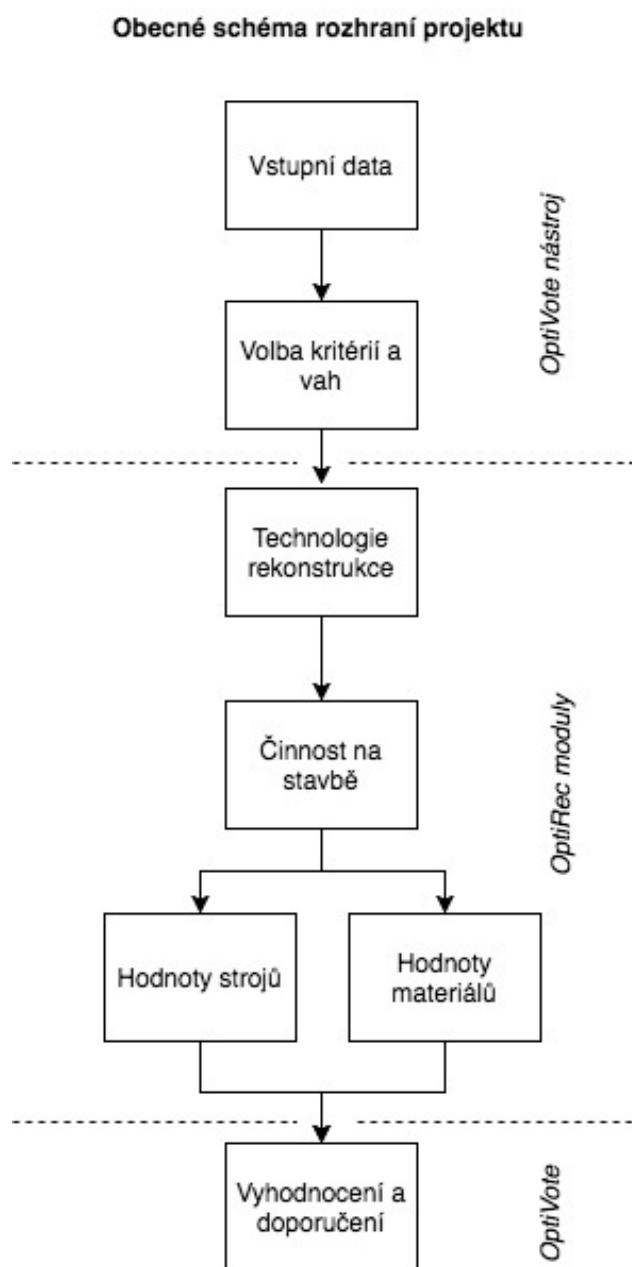 Obecné schéma rozhraní projektu
Vstupní data
OptiVote nástroj
Volba kritérií a
vah
Technologie
rekonstrukce
Činnost na
stavbě
OptiRec moduly
Hodnoty strojů
Hodnoty
materiálů
Vyhodnocení a
doporučení
OptiVote